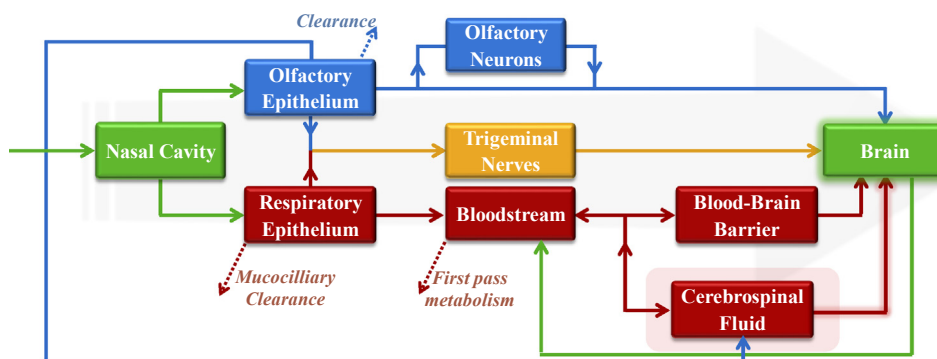 Clearance
Olfactory
Neurons
Olfactory
Epithelium
Nasal Cavity
Trigeminal
Nerves
Brain
Respiratory
Epithelium
Bloodstream
Blood-Brain
Barrier
Mucocilliary
Clearance
First pass
metabolism
Cerebrospinal
Fluid